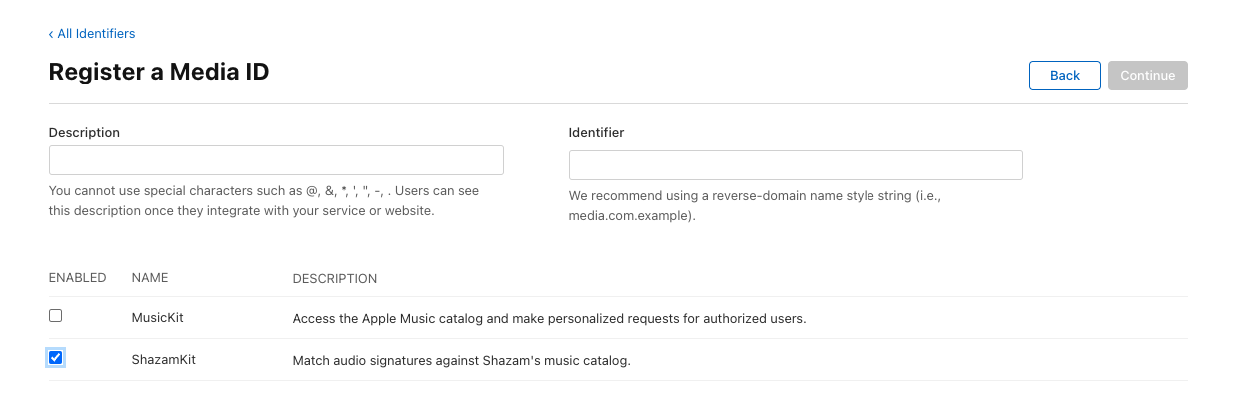 ‹ All Identifiers
Register a Media ID
Back
Continue
Description
Identifier
You cannot use special characters such as @, &, *, ', ", -, . Users can see
this description once they integrate with your service or website.
We recommend using a reverse-domain name style string (i.e.,
media.com.example).
ENABLED NAME DESCRIPTION
MusicKit Access the Apple Music catalog and make personalized requests for authorized users.
ShazamKit Match audio signatures against Shazam's music catalog.